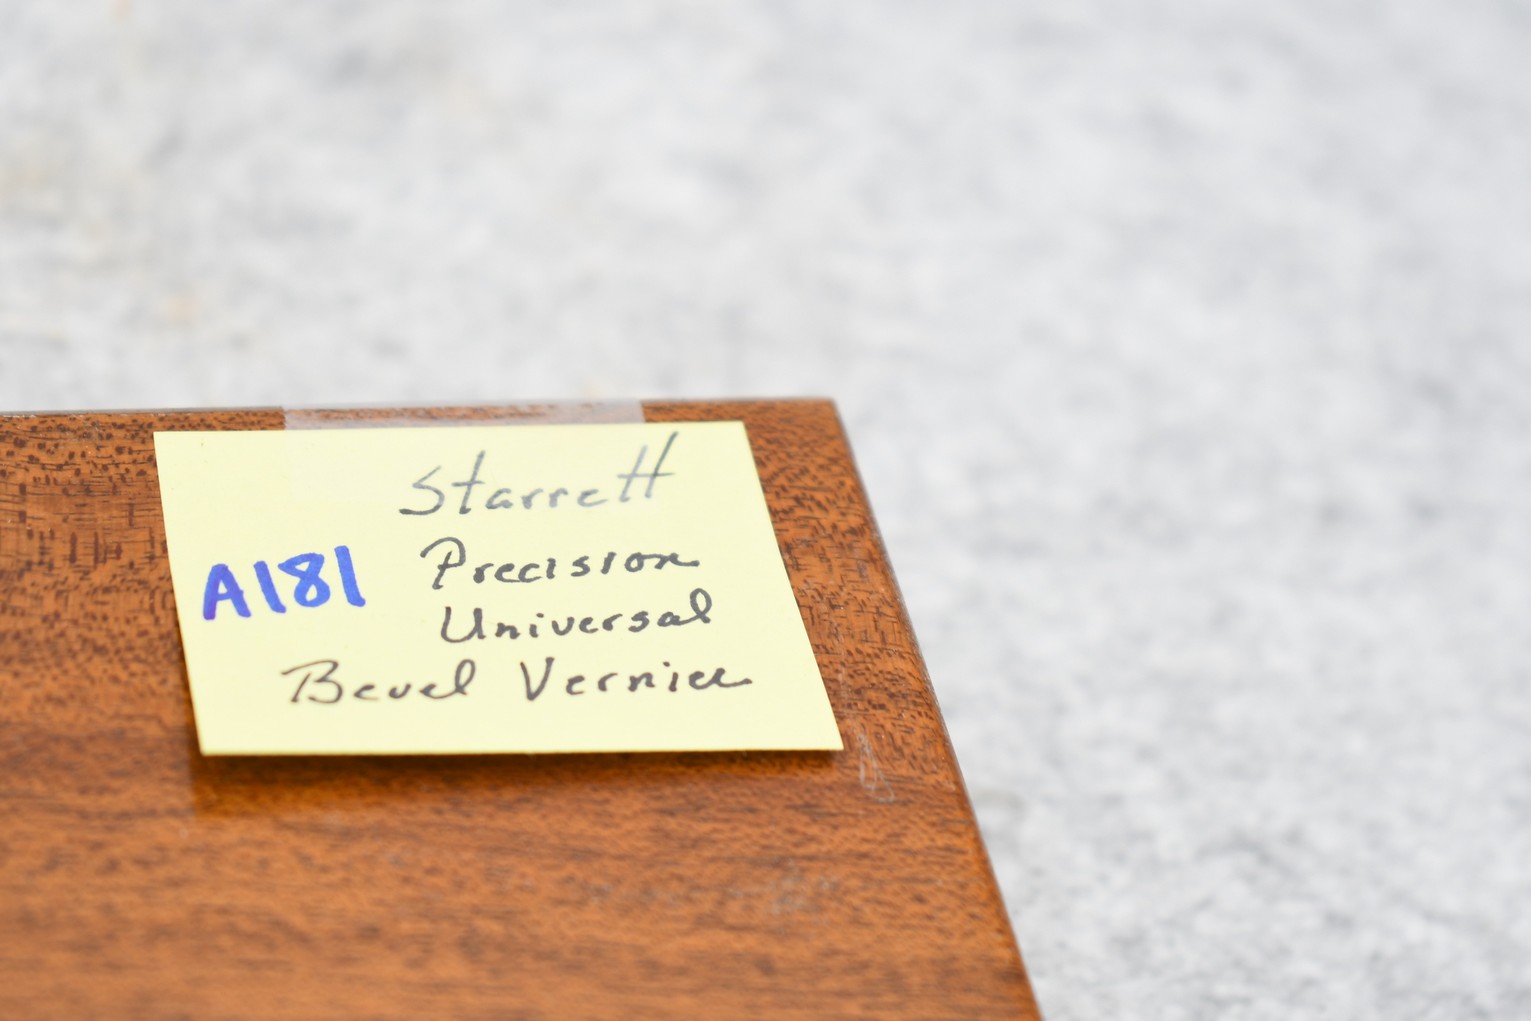 Starrett
A181
Precision
Universal
Bevel Vernier